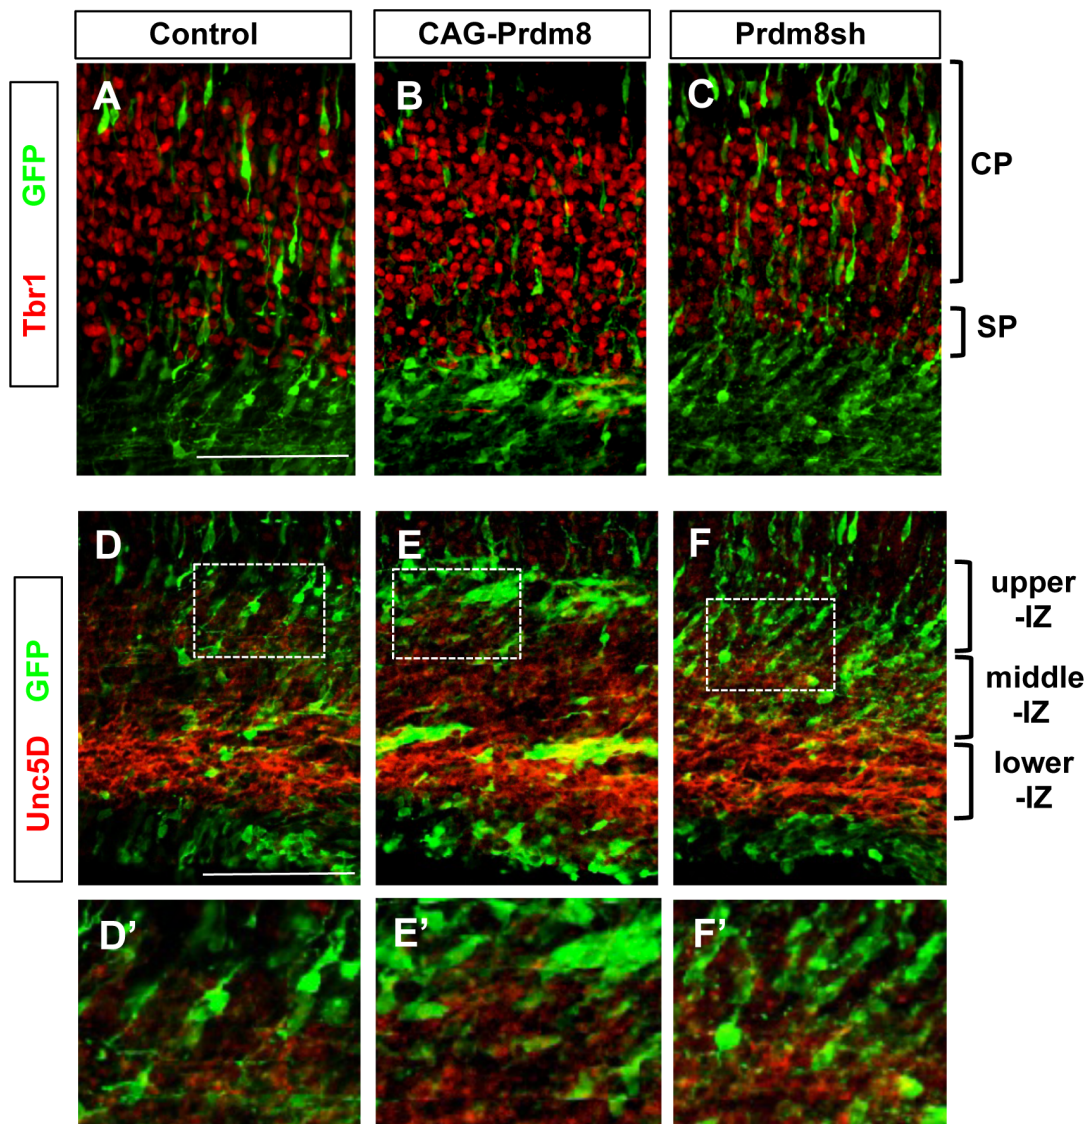 Control
CAG-Prdm8
Prdm8sh
Tbr1 GFP
A
B
C
CP
SP
Unc5D GFP
D
E
F
upper
-IZ
middle
-IZ
lower
-IZ
D’
E’
F’